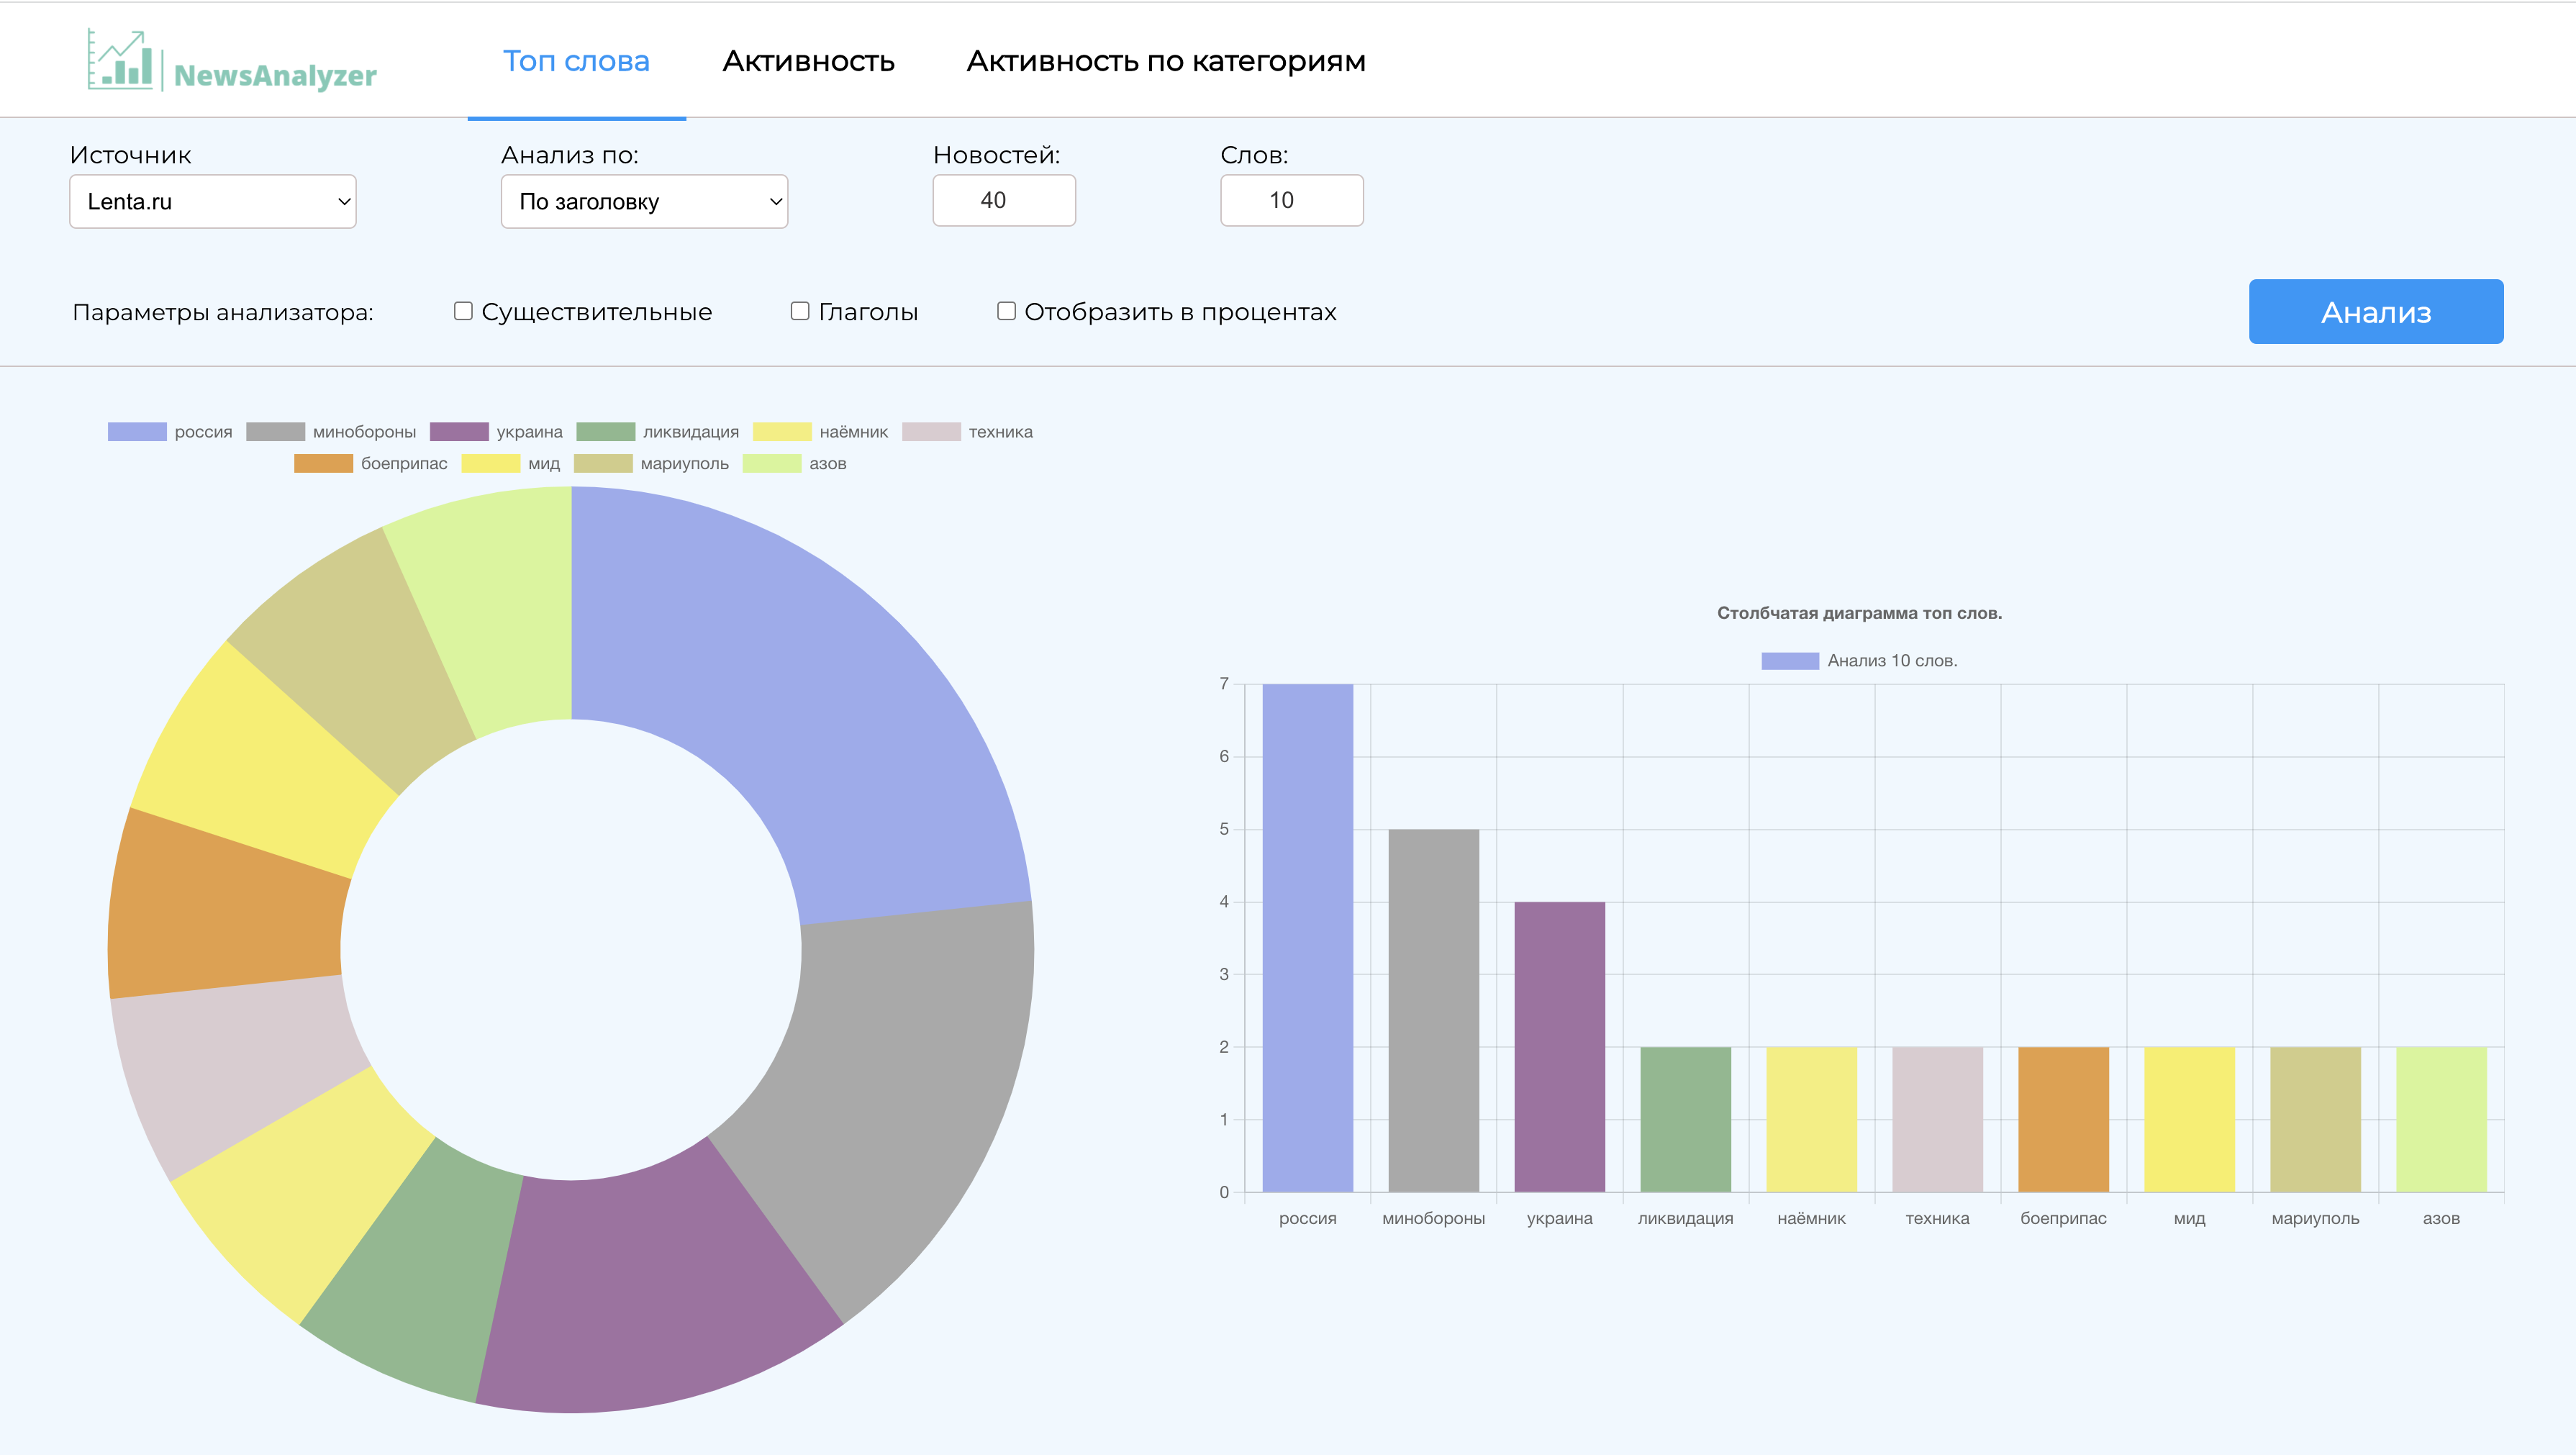 NewsAnalyzer
Топ слова Активность Активность по категориям
Источник Анализ по: Новостей: Слов:
Lenta.ru По заголовку 40 10
Параметры анализатора: Существительные Глаголы Отобразить в процентах Анализ
россия минобороны украина ликвидация наёмник техника
боеприпас мид мариуполь азов
Столбчатая диаграмма топ слов.
Анализ 10 слов.
7
6
5
4
3
2
1
0
россия минобороны украина ликвидация наёмник техника боеприпас мид мариуполь азов